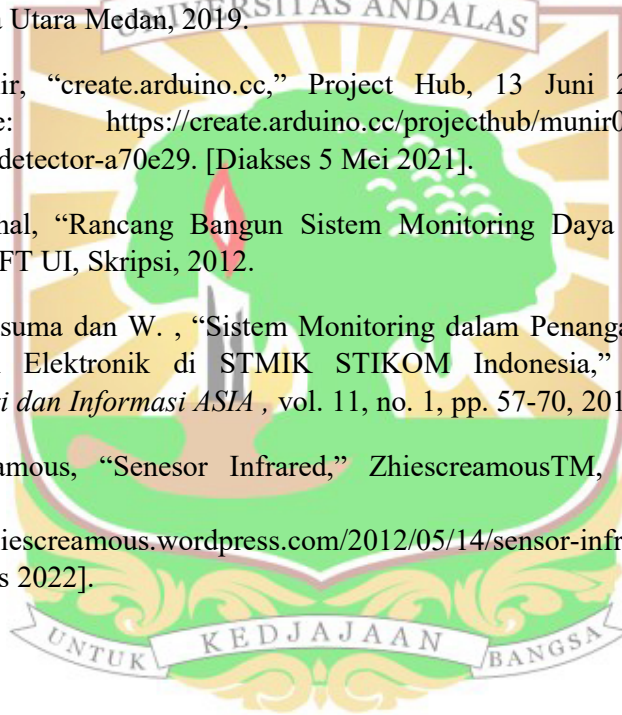 UNIVERSITAS ANDALAS
a Utara Medan, 2019.
ir, “create.arduino.cc,” Project Hub, 13 Juni 2
e: https://create.arduino.cc/projecthub/munir0
detector-a70e29. [Diakses 5 Mei 2021].
nal, “Rancang Bangun Sistem Monitoring Daya
FT UI, Skripsi, 2012.
suma dan W. , “Sistem Monitoring dalam Penanga
Elektronik di STMIK STIKOM Indonesia,”
i dan Informasi ASIA , vol. 11, no. 1, pp. 57-70, 201
amous, “Senesor Infrared,” ZhiescreamousTM,
iescreamous.wordpress.com/2012/05/14/sensor-infr
s 2022].
UNTUK KEDJAJAAN BANGSA